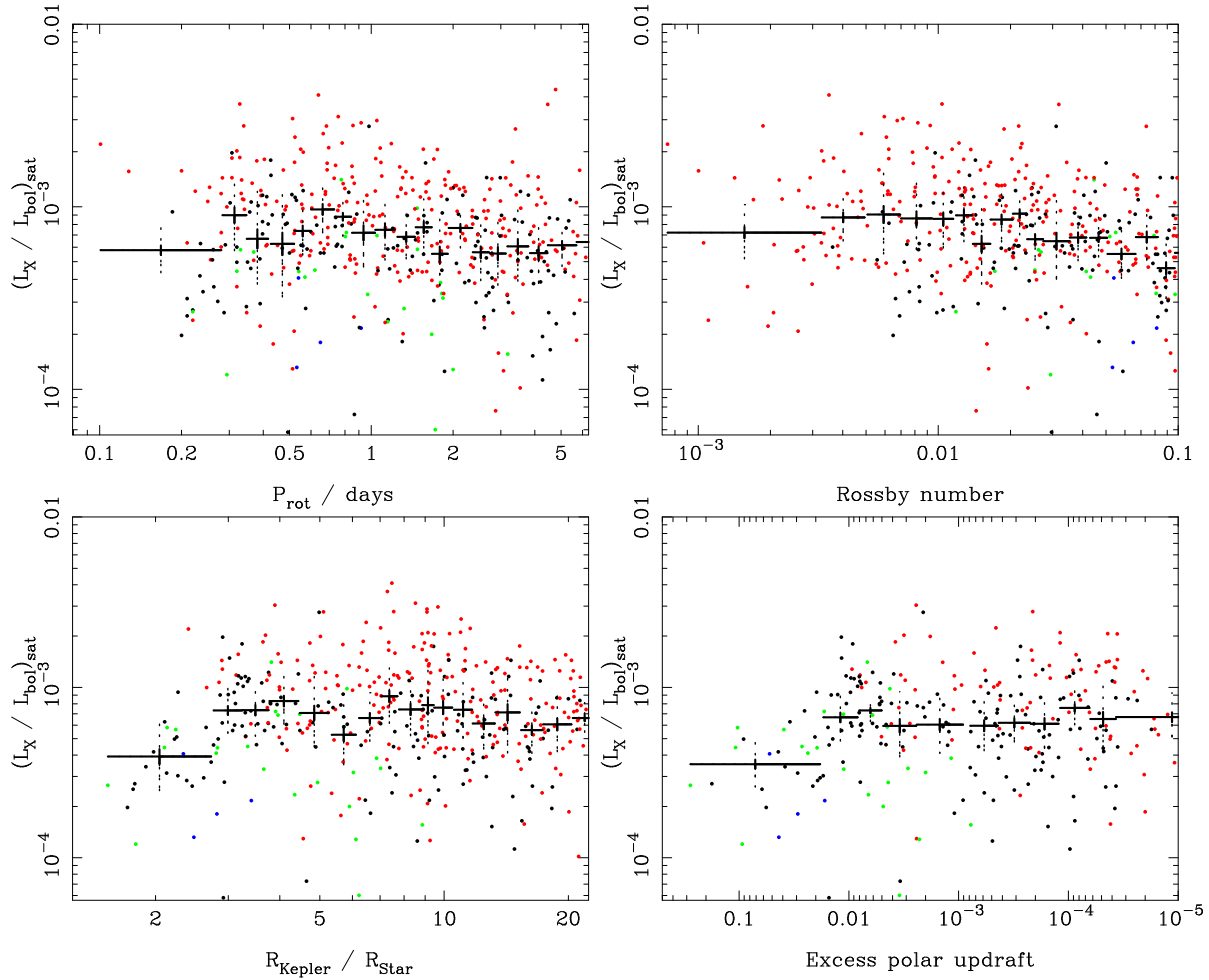 0.01
10⁻³
10⁻⁴
(L_X / L_bol)_sat
0.1 0.2 0.5 1 2 5
P_rot / days
0.01
10⁻³
10⁻⁴
(L_X / L_bol)_sat
10⁻³ 0.01 0.1
Rossby number
0.01
10⁻³
10⁻⁴
(L_X / L_bol)_sat
2 5 10 20
R_Kepler / R_Star
0.01
10⁻³
10⁻⁴
(L_X / L_bol)_sat
0.1 0.01 10⁻³ 10⁻⁴ 10⁻⁵
Excess polar updraft